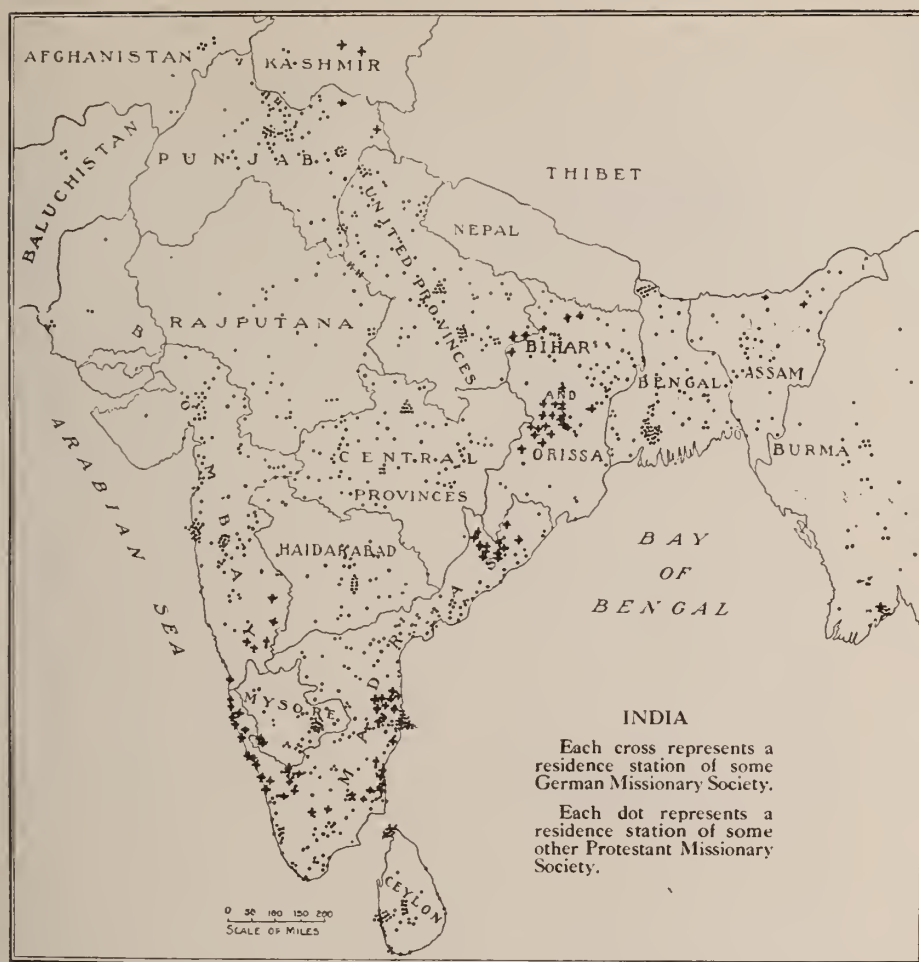 AFGHANISTAN
KASHMIR
BALUCHISTAN
PUNJAB
THIBET
UNITED PROVINCES
NEPAL
RAJPUTANA
BIHAR
AND
ORISSA
BENGAL
ASSAM
BURMA
CENTRAL
PROVINCES
BOMBAY
ARABIAN SEA
HAIDARABAD
BAY
OF
BENGAL
MADRAS
MYSORE
CEYLON
INDIA
Each cross represents a
residence station of some
German Missionary Society.
Each dot represents a
residence station of some
other Protestant Missionary
Society.
0 50 100 150 200
SCALE OF MILES